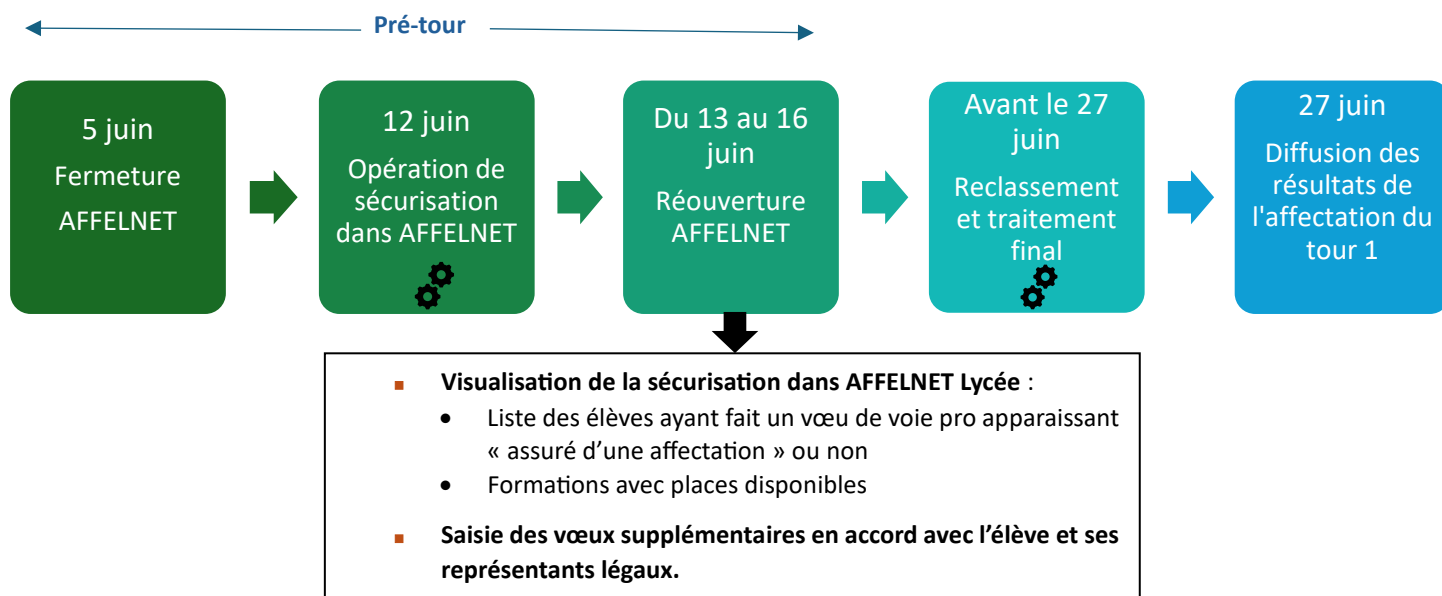 Pré-tour
5 juin
Fermeture
AFFELNET
12 juin
Opération de
sécurisation
dans AFFELNET
Du 13 au 16
juin
Réouverture
AFFELNET
Avant le 27
juin
Reclassement
et traitement
final
27 juin
Diffusion des
résultats de
l'affectation du
tour 1
▪ Visualisation de la sécurisation dans AFFELNET Lycée :
• Liste des élèves ayant fait un vœu de voie pro apparaissant
« assuré d’une affectation » ou non
• Formations avec places disponibles
▪ Saisie des vœux supplémentaires en accord avec l’élève et ses
représentants légaux.